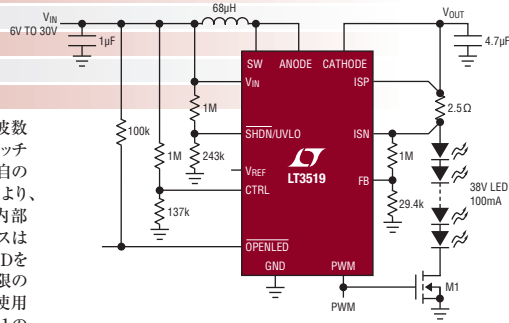 68µH
VIN
6V TO 30V
1µF
VOUT
4.7µF
SW ANODE CATHODE
VIN
ISP
1M
2.5Ω
100k
SHDN/UVLO
ISN
1M
243k
1M
VREF
LT3519
FB
CTRL
29.4k
137k
38V LED
100mA
OPENLED
GND
PWM
M1
PWM
波数
ッチ
自の
より、
内部
スは
Dを
限の
使用